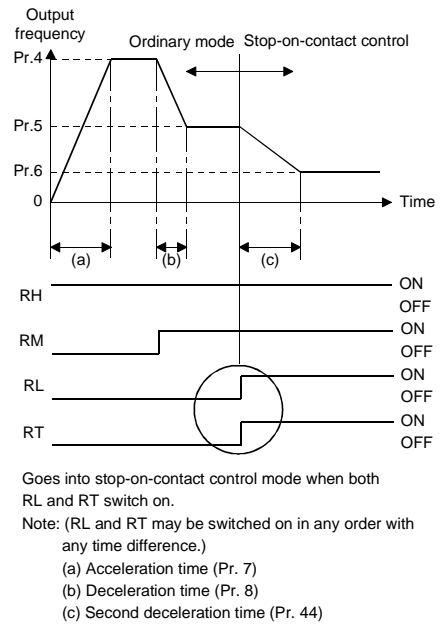 Output
frequency
Ordinary mode Stop-on-contact control
Pr.4
Pr.5
Pr.6
0
Time
(a) (b) (c)
RH ON
OFF
RM ON
OFF
RL ON
OFF
RT ON
OFF
Goes into stop-on-contact control mode when both
RL and RT switch on.
Note: (RL and RT may be switched on in any order with
any time difference.)
(a) Acceleration time (Pr. 7)
(b) Deceleration time (Pr. 8)
(c) Second deceleration time (Pr. 44)